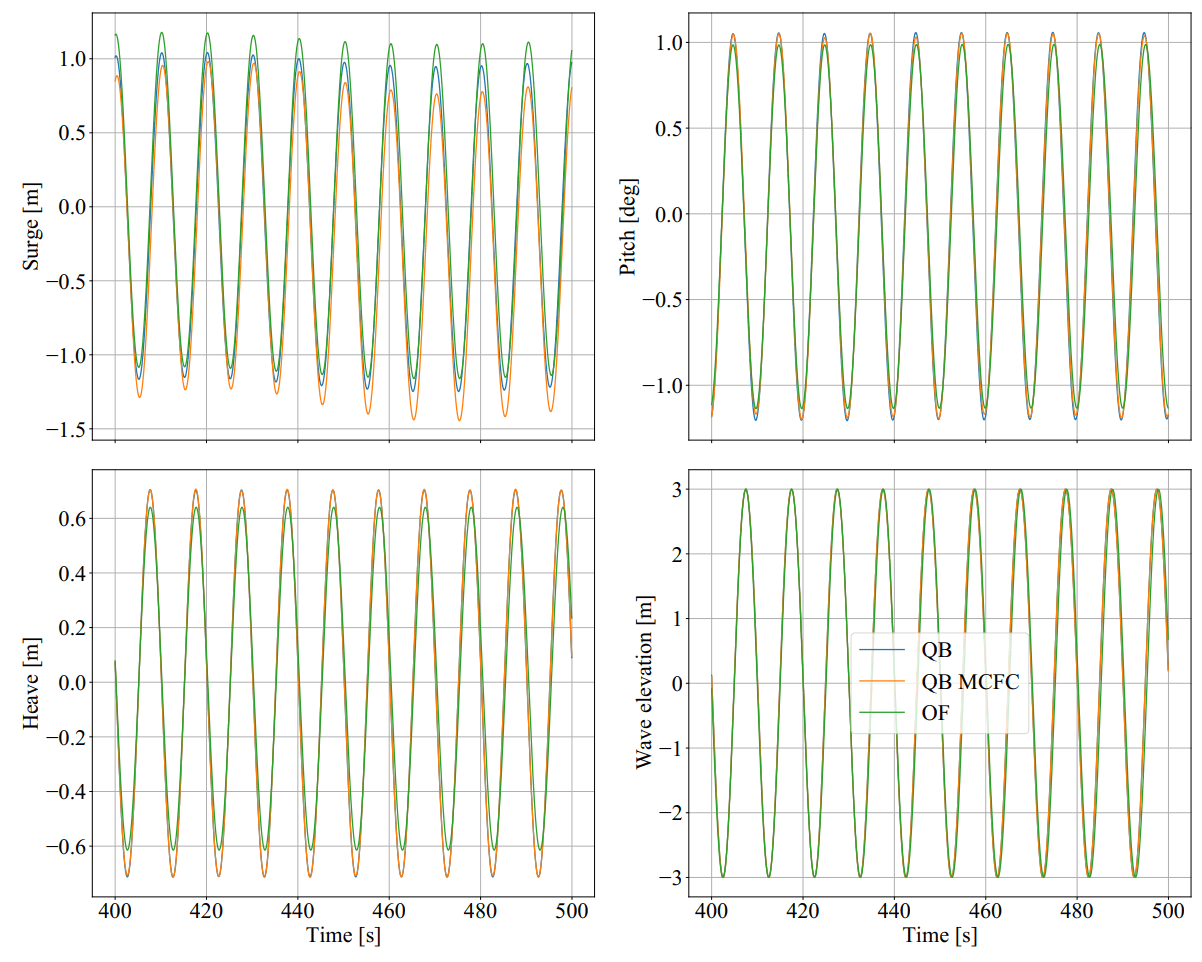 Surge [m]
1.0
0.5
0.0
−0.5
−1.0
−1.5
Pitch [deg]
1.0
0.5
0.0
−0.5
−1.0
Heave [m]
0.6
0.4
0.2
0.0
−0.2
−0.4
−0.6
400 420 440 460 480 500
Time [s]
Wave elevation [m]
3
2
1
0
−1
−2
−3
QB
QB MCFC
OF
400 420 440 460 480 500
Time [s]